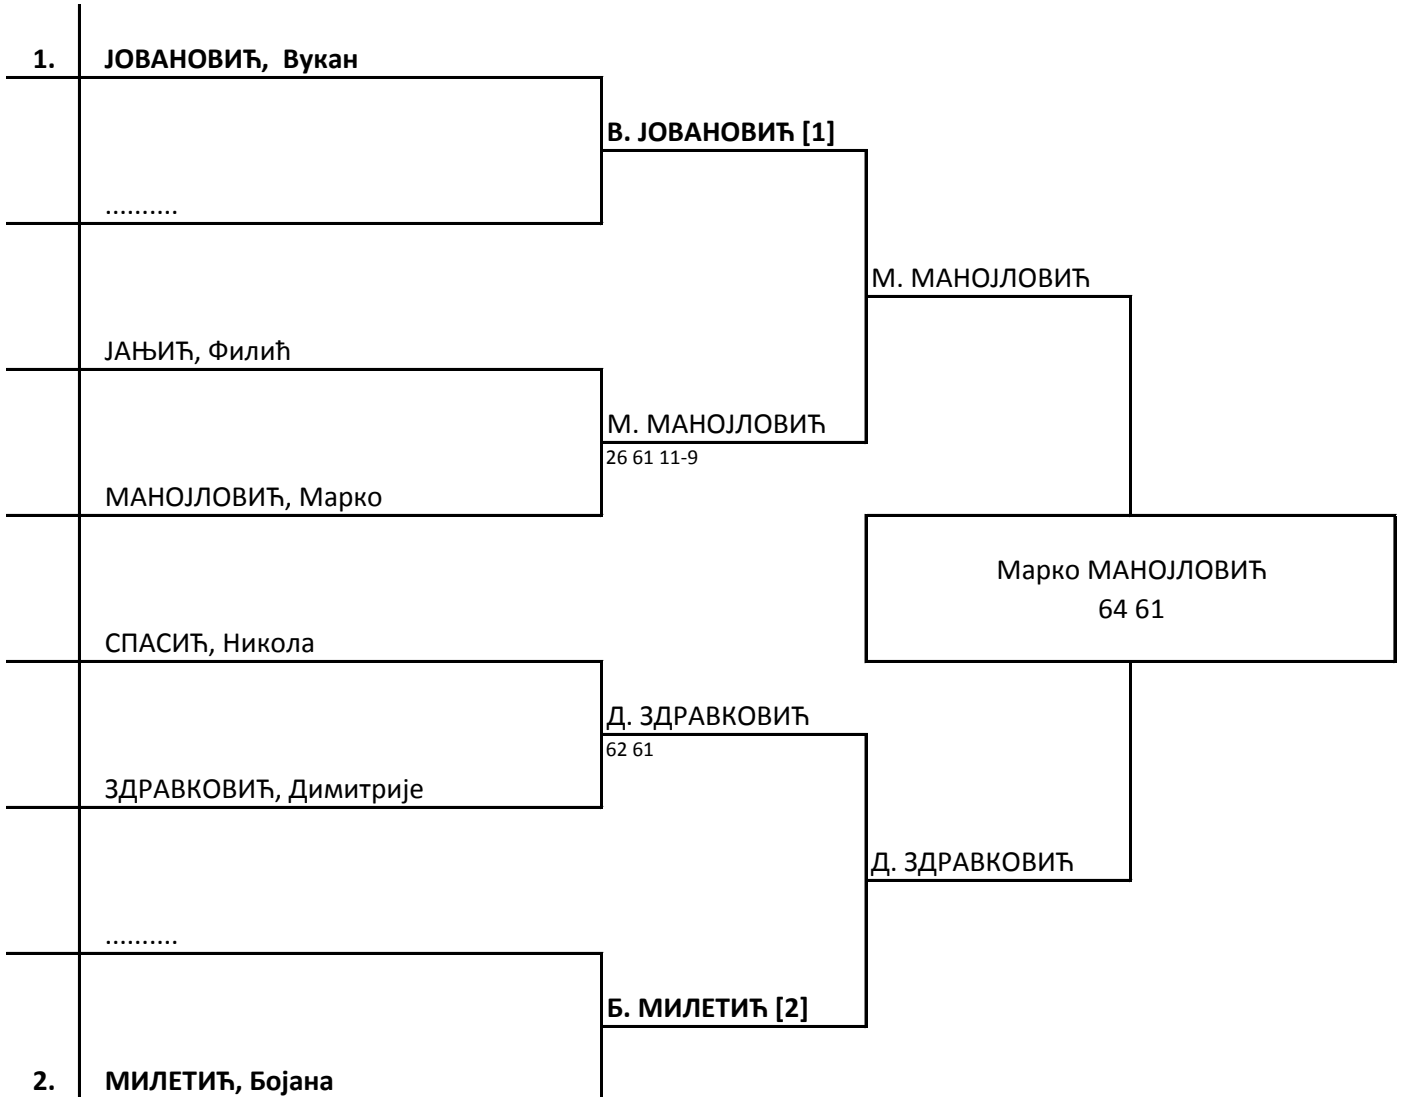 1. ЈОВАНОВИЋ, Вукан
В. ЈОВАНОВИЋ [1]
..........
М. МАНОЈЛОВИЋ
ЈАЊИЋ, Филић
М. МАНОЈЛОВИЋ
26 61 11-9
МАНОЈЛОВИЋ, Марко
Марко МАНОЈЛОВИЋ
64 61
СПАСИЋ, Никола
Д. ЗДРАВКОВИЋ
62 61
ЗДРАВКОВИЋ, Димитрије
Д. ЗДРАВКОВИЋ
..........
Б. МИЛЕТИЋ [2]
2. МИЛЕТИЋ, Бојана